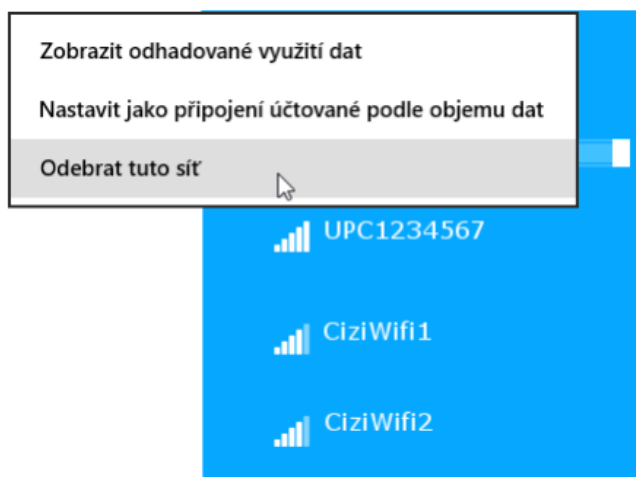 Zobrazit odhadované využití dat
Nastavit jako připojení účtované podle objemu dat
Odebrat tuto síť
UPC1234567
CiziWifi1
CiziWifi2